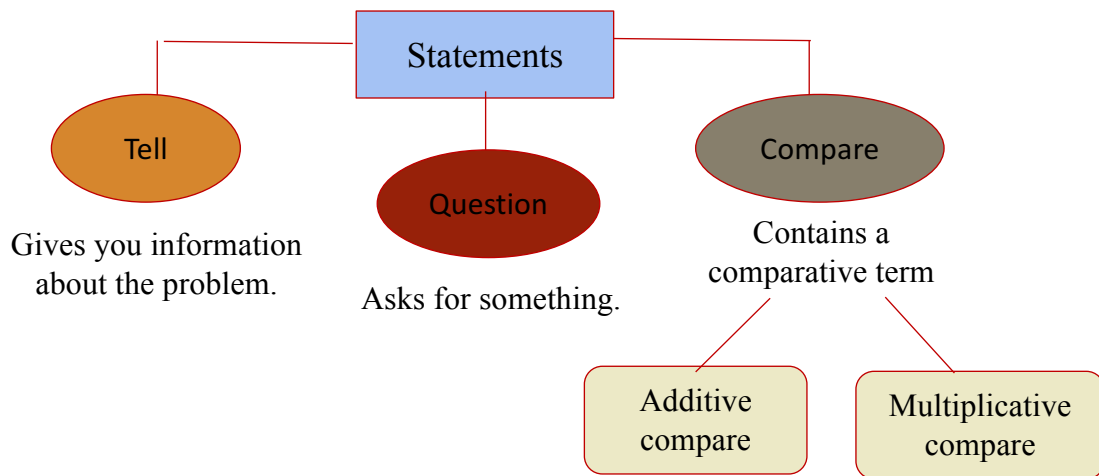 Statements
Tell
Question
Compare
Gives you information
about the problem.
Asks for something.
Contains a
comparative term
Additive
compare
Multiplicative
compare